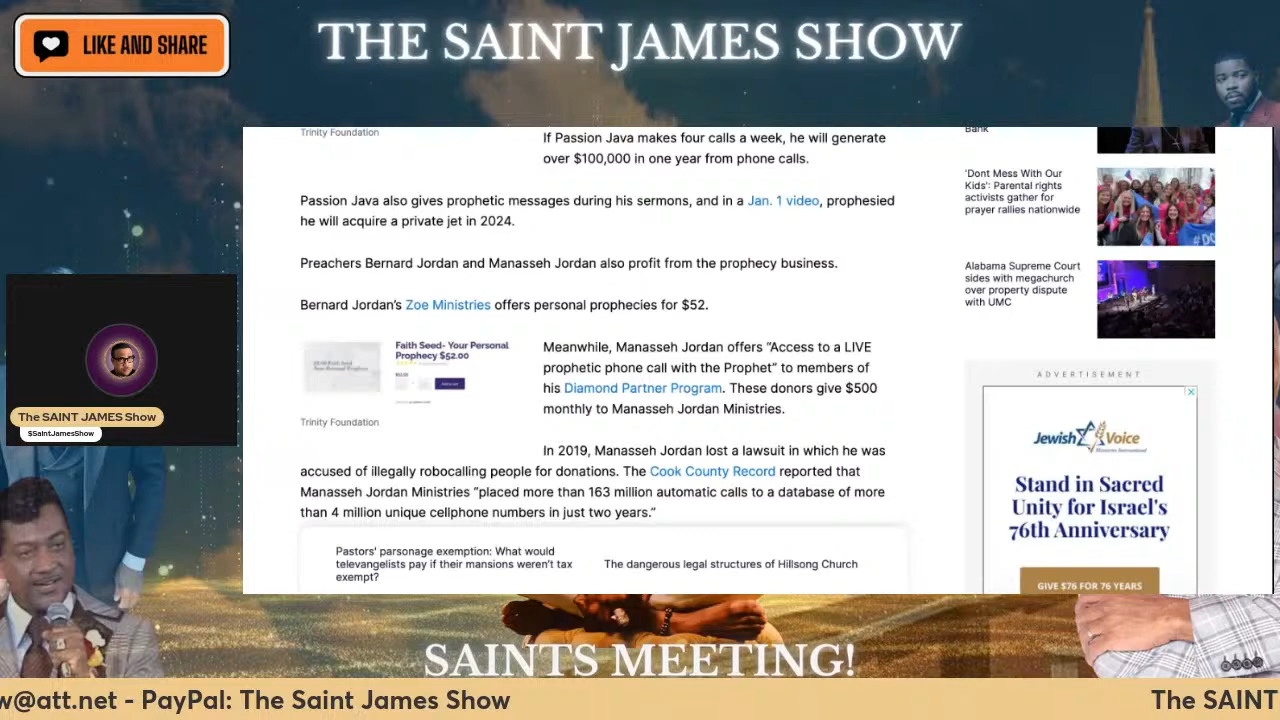 LIKE AND SHARE
THE SAINT JAMES SHOW
Trinity Foundation
If Passion Java makes four calls a week, he will generate
over $100,000 in one year from phone calls.
Passion Java also gives prophetic messages during his sermons, and in a Jan. 1 video, prophesied
he will acquire a private jet in 2024.
Preachers Bernard Jordan and Manasseh Jordan also profit from the prophecy business.
Bernard Jordan’s Zoe Ministries offers personal prophecies for $52.
Faith Seed- Your Personal
Prophecy $52.00
Trinity Foundation
Meanwhile, Manasseh Jordan offers “Access to a LIVE
prophetic phone call with the Prophet” to members of
his Diamond Partner Program. These donors give $500
monthly to Manasseh Jordan Ministries.
In 2019, Manasseh Jordan lost a lawsuit in which he was
accused of illegally robocalling people for donations. The Cook County Record reported that
Manasseh Jordan Ministries “placed more than 163 million automatic calls to a database of more
than 4 million unique cellphone numbers in just two years.”
Pastors' parsonage exemption: What would
televangelists pay if their mansions weren’t tax
exempt?
The dangerous legal structures of Hillsong Church
Bank
'Dont Mess With Our
Kids': Parental rights
activists gather for
prayer rallies nationwide
Alabama Supreme Court
sides with megachurch
over property dispute
with UMC
ADVERTISEMENT
Jewish Voice
Ministries International
Stand in Sacred
Unity for Israel's
76th Anniversary
GIVE $76 FOR 76 YEARS
The SAINT JAMES Show
$SaintJamesShow
SAINTS MEETING!
w@att.net - PayPal: The Saint James Show
The SAINT